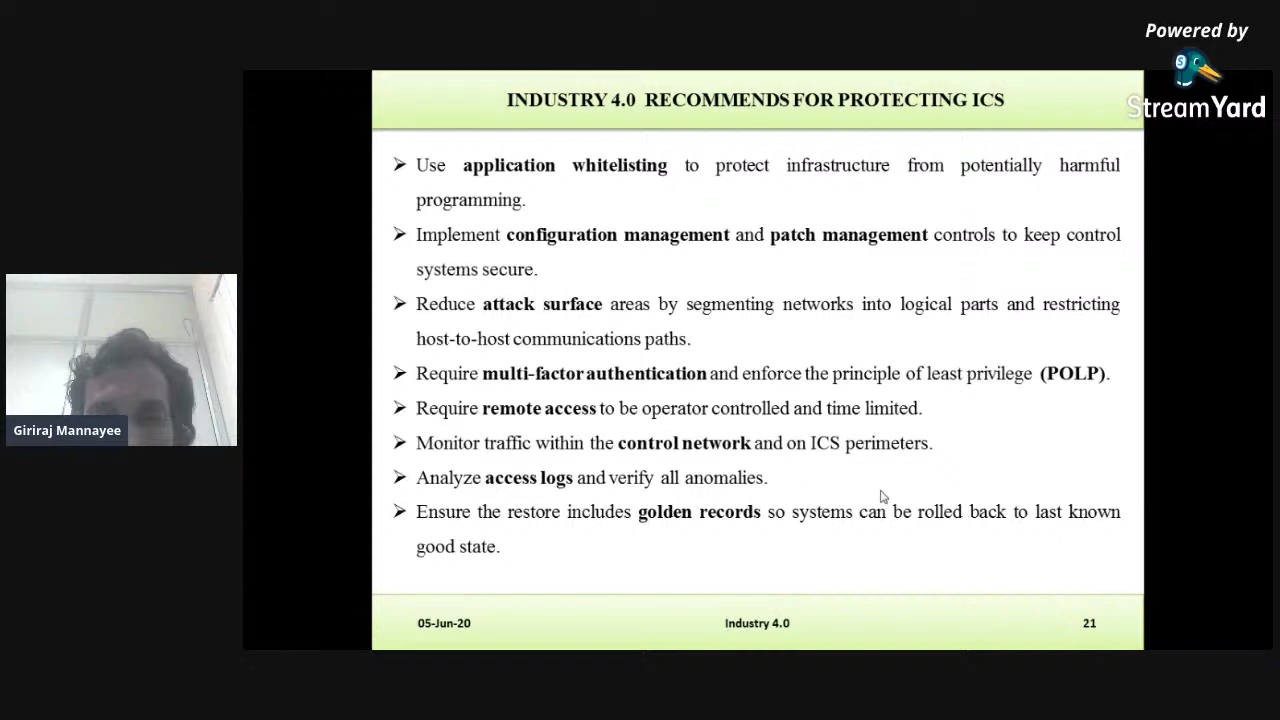 Powered by
StreamYard
INDUSTRY 4.0 RECOMMENDS FOR PROTECTING ICS
➢ Use application whitelisting to protect infrastructure from potentially harmful
programming.
➢ Implement configuration management and patch management controls to keep control
systems secure.
➢ Reduce attack surface areas by segmenting networks into logical parts and restricting
host-to-host communications paths.
➢ Require multi-factor authentication and enforce the principle of least privilege (POLP).
➢ Require remote access to be operator controlled and time limited.
➢ Monitor traffic within the control network and on ICS perimeters.
➢ Analyze access logs and verify all anomalies.
➢ Ensure the restore includes golden records so systems can be rolled back to last known
good state.
Giriraj Mannayee
05-Jun-20 Industry 4.0 21